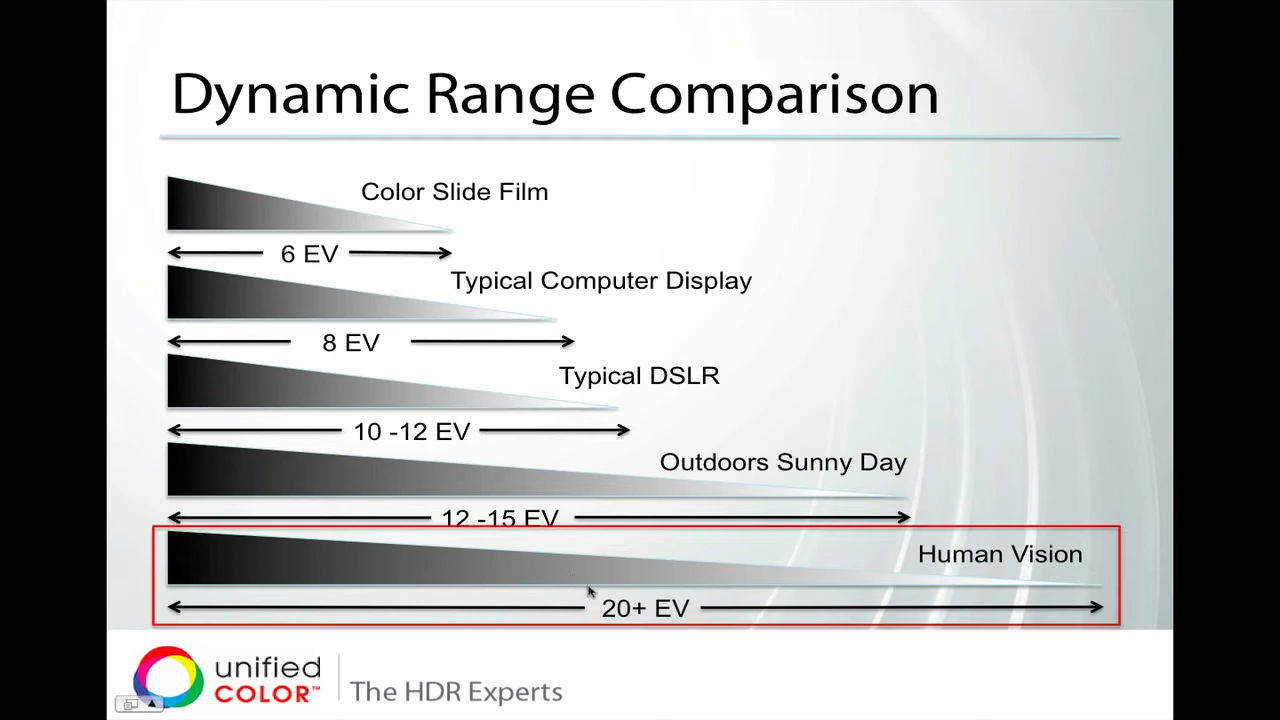 Dynamic Range Comparison
Color Slide Film
6 EV
Typical Computer Display
8 EV
Typical DSLR
10 -12 EV
Outdoors Sunny Day
12 -15 EV
Human Vision
20+ EV
unified
COLOR™
The HDR Experts